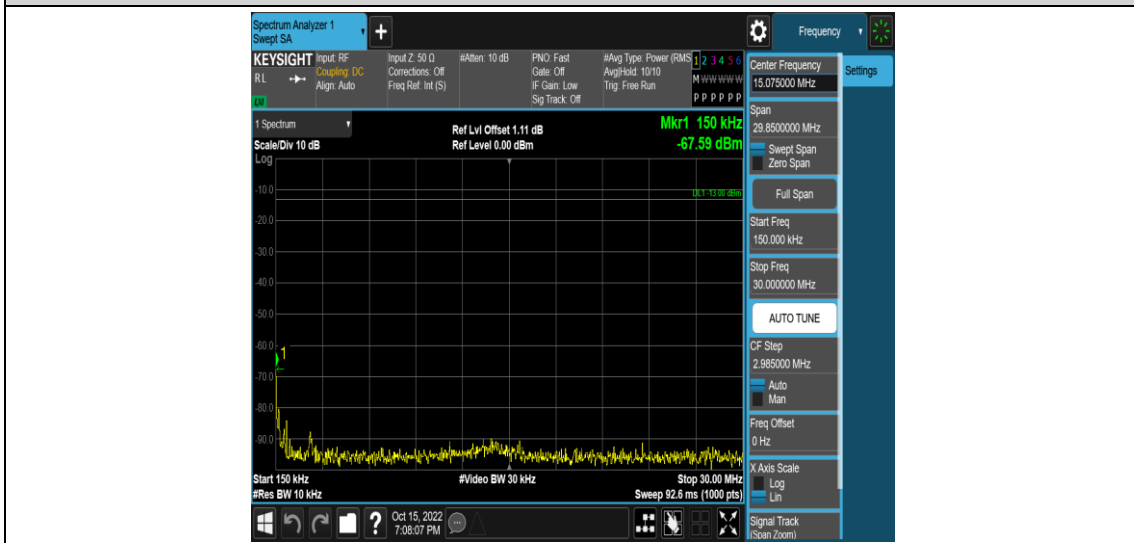 Spectrum Analyzer 1
Swept SA
+
Frequency
KEYSIGHT
RL
LXI
Input: RF
Coupling: DC
Align: Auto
Input Z: 50 Ω
Corrections: Off
Freq Ref: Int (S)
#Atten: 10 dB
PNO: Fast
Gate: Off
IF Gain: Low
Sig Track: Off
#Avg Type: Power (RMS
Avg|Hold: 10/10
Trig: Free Run
1 2 3 4 5 6
M W W W W W
P P P P P P
Center Frequency
15.075000 MHz
Settings
1 Spectrum
Scale/Div 10 dB
Log
Ref Lvl Offset 1.11 dB
Ref Level 0.00 dBm
Mkr1 150 kHz
-67.59 dBm
DL1 -13.00 dBm
-10.0
-20.0
-30.0
-40.0
-50.0
-60.0
1
-70.0
-80.0
-90.0
Start 150 kHz
#Res BW 10 kHz
#Video BW 30 kHz
Stop 30.00 MHz
Sweep 92.6 ms (1000 pts)
Span
29.8500000 MHz
Swept Span
Zero Span
Full Span
Start Freq
150.000 kHz
Stop Freq
30.000000 MHz
AUTO TUNE
CF Step
2.985000 MHz
Auto
Man
Freq Offset
0 Hz
X Axis Scale
Log
Lin
Signal Track
(Span Zoom)
?
Oct 15, 2022
7:08:07 PM